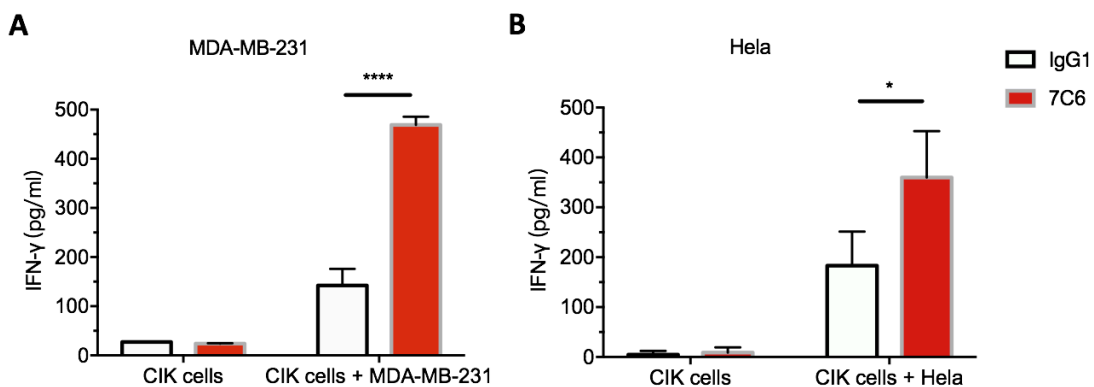 A
B
MDA-MB-231
Hela
IgG1
7C6
****
*
IFN-γ (pg/ml)
500
400
300
200
100
0
CIK cells
CIK cells + MDA-MB-231
IFN-γ (pg/ml)
500
400
300
200
100
0
CIK cells
CIK cells + Hela